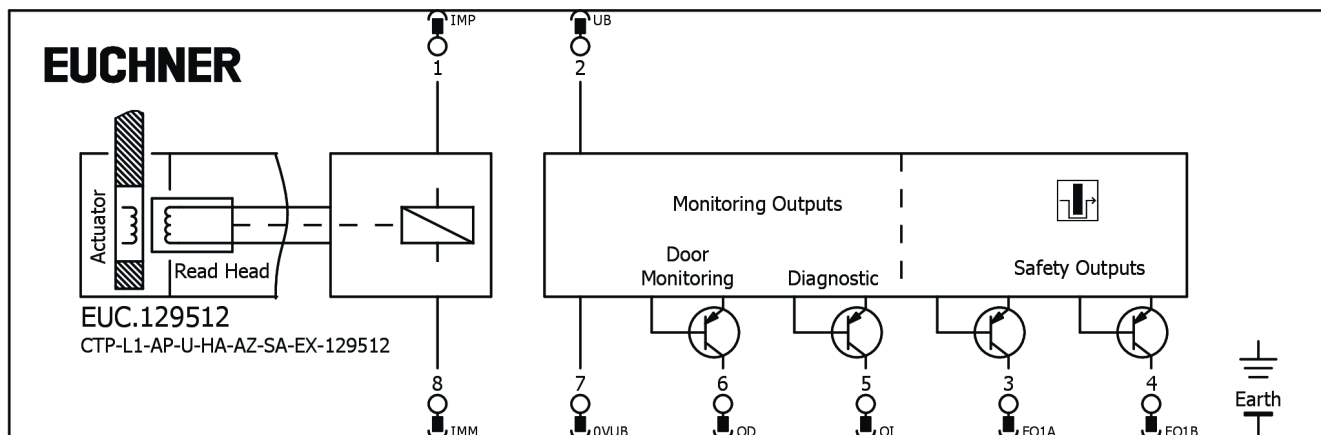 IMP
UB
EUCHNER
1
2
Actuator
Read Head
Monitoring Outputs
Door
Monitoring
Diagnostic
Safety Outputs
EUC.129512
CTP-L1-AP-U-HA-AZ-SA-EX-129512
8
7
6
5
3
4
Earth
IMM
0VUB
OD
OI
FO1A
FO1B